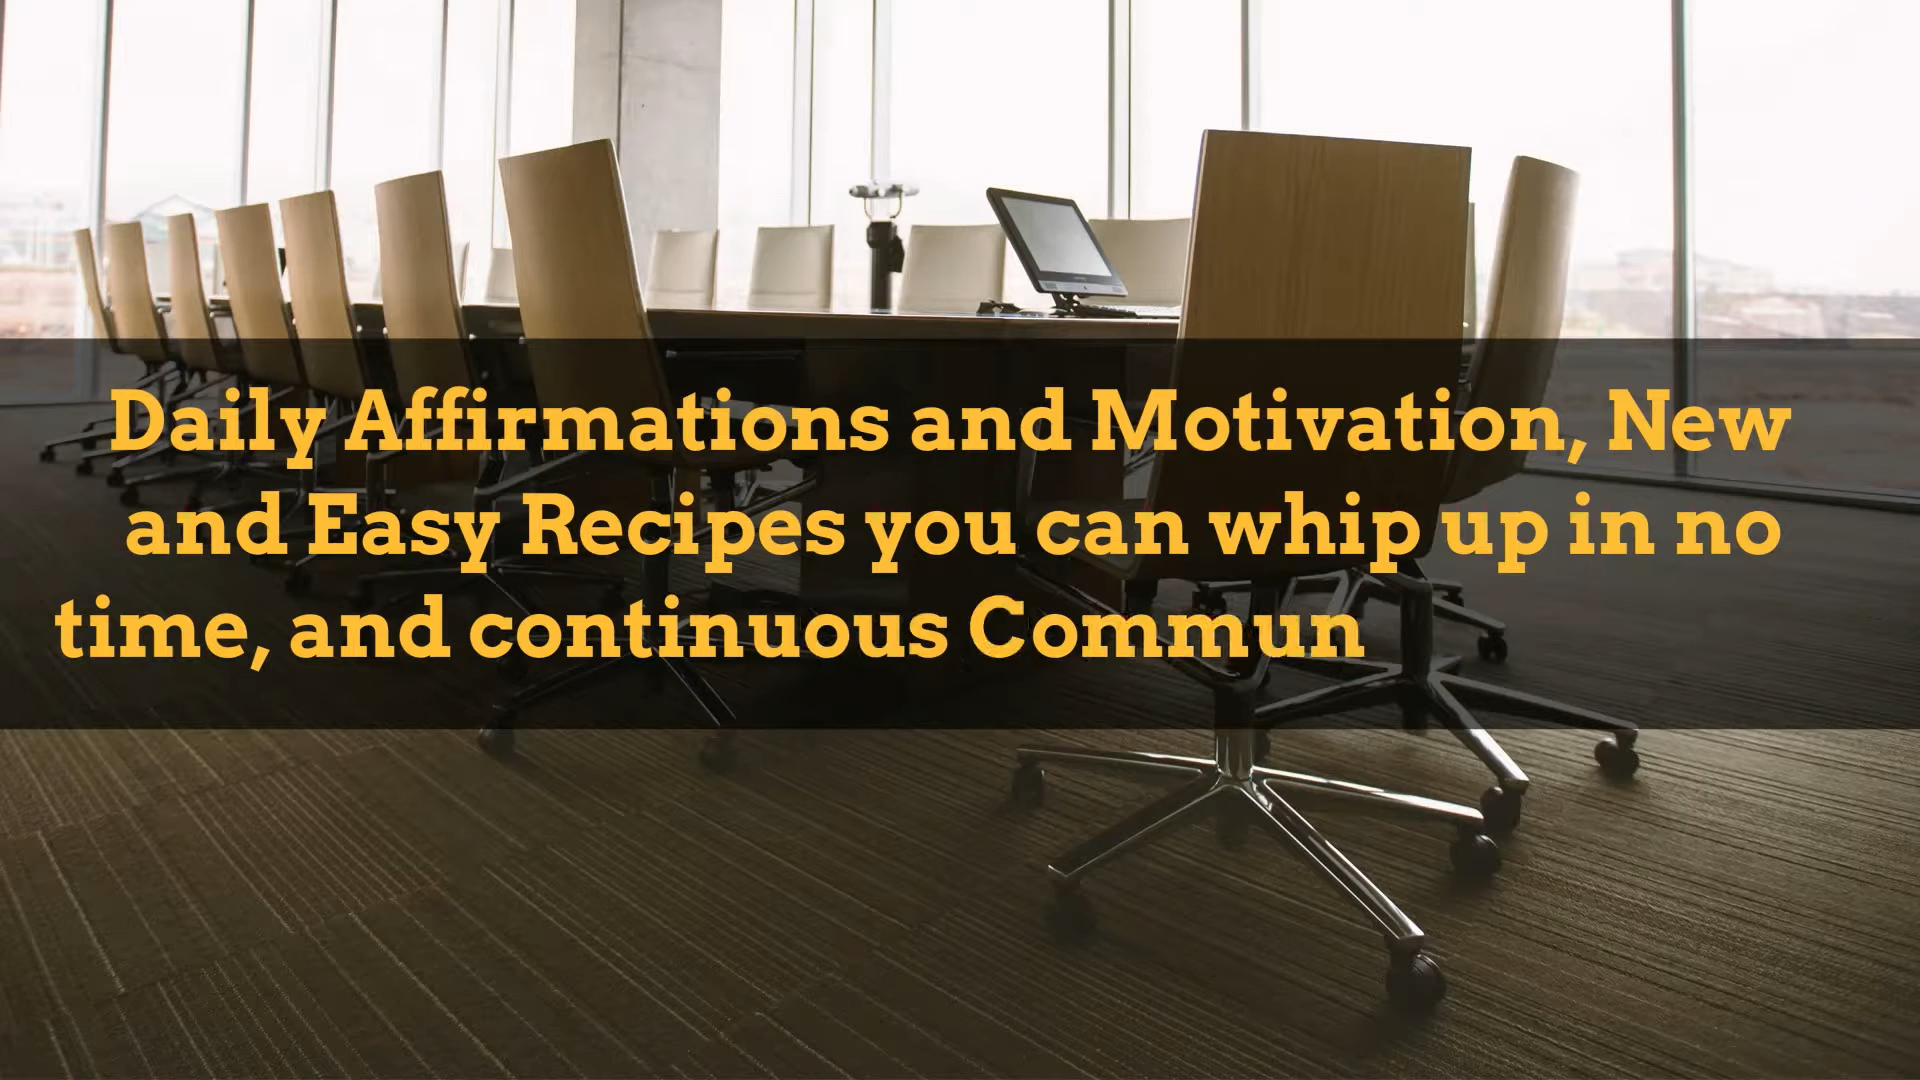 Daily Affirmations and Motivation, New
and Easy Recipes you can whip up in no
time, and continuous Commun